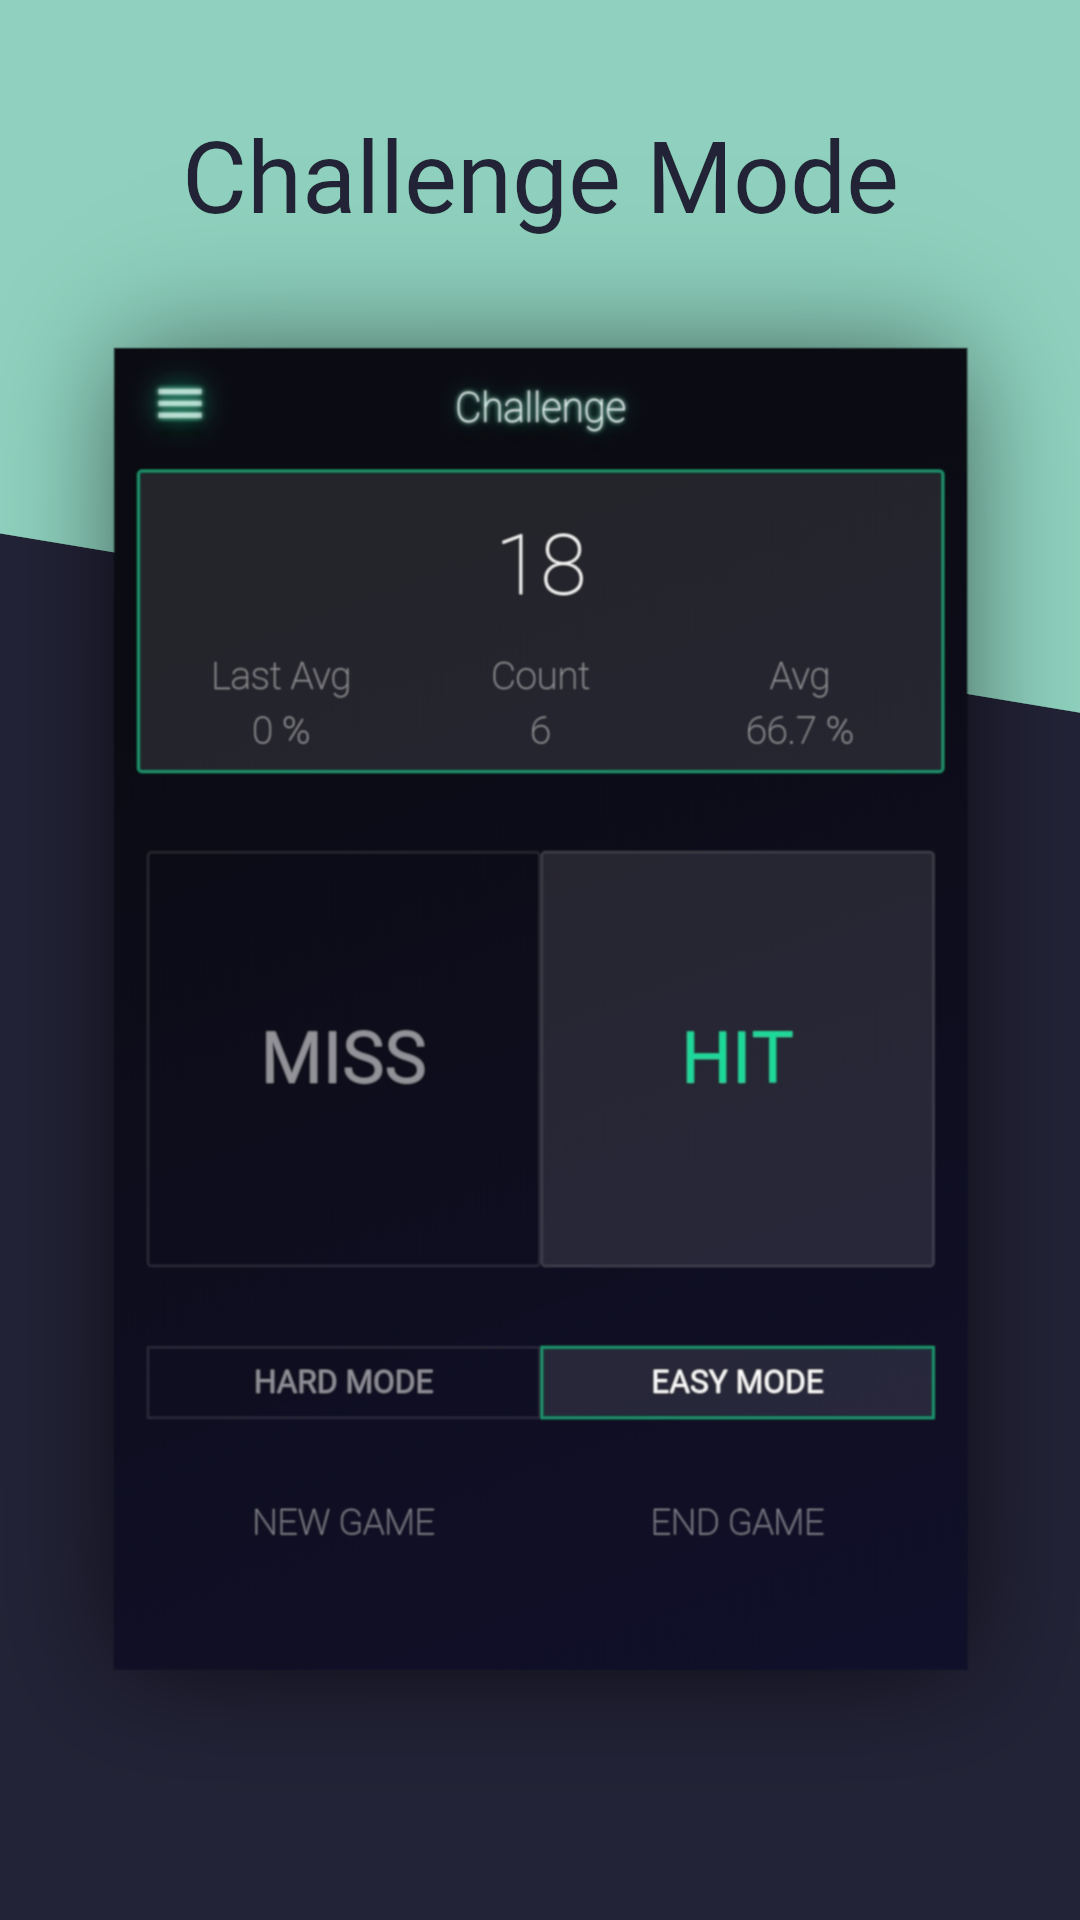 Challenge Mode
Challenge
18
Last Avg Count Avg
0 % 6 66.7 %
MISS HIT
HARD MODE EASY MODE
NEW GAME END GAME